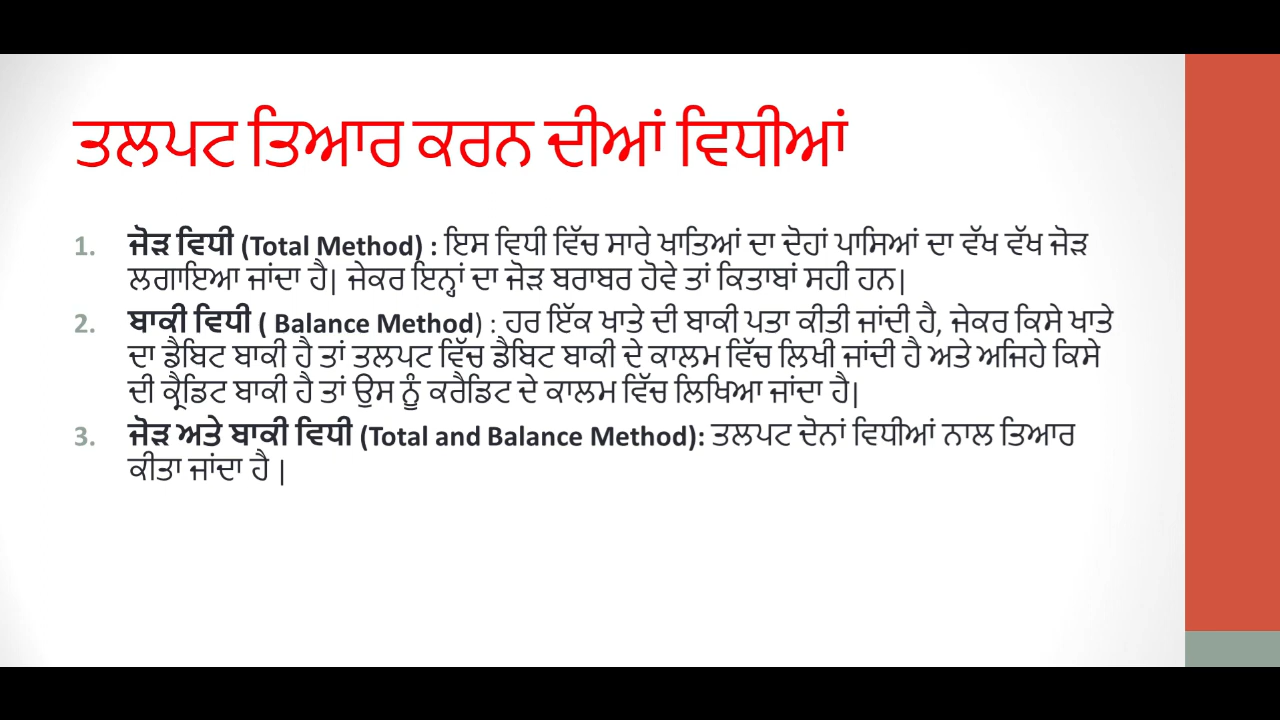 ਤਲਪਟ ਤਿਆਰ ਕਰਨ ਦੀਆਂ ਵਿਧੀਆਂ
1. ਜੋੜ ਵਿਧੀ (Total Method) : ਇਸ ਵਿਧੀ ਵਿੱਚ ਸਾਰੇ ਖਾਤਿਆਂ ਦਾ ਦੋਹਾਂ ਪਾਸਿਆਂ ਦਾ ਵੱਖ ਵੱਖ ਜੋੜ
ਲਗਾਇਆ ਜਾਂਦਾ ਹੈ| ਜੇਕਰ ਇਨ੍ਹਾਂ ਦਾ ਜੋੜ ਬਰਾਬਰ ਹੋਵੇ ਤਾਂ ਕਿਤਾਬਾਂ ਸਹੀ ਹਨ|
2. ਬਾਕੀ ਵਿਧੀ ( Balance Method) : ਹਰ ਇੱਕ ਖਾਤੇ ਦੀ ਬਾਕੀ ਪਤਾ ਕੀਤੀ ਜਾਂਦੀ ਹੈ, ਜੇਕਰ ਕਿਸੇ ਖਾਤੇ
ਦਾ ਡੈਬਿਟ ਬਾਕੀ ਹੈ ਤਾਂ ਤਲਪਟ ਵਿੱਚ ਡੈਬਿਟ ਬਾਕੀ ਦੇ ਕਾਲਮ ਵਿੱਚ ਲਿਖੀ ਜਾਂਦੀ ਹੈ ਅਤੇ ਅਜਿਹੇ ਕਿਸੇ
ਦੀ ਕ੍ਰੈਡਿਟ ਬਾਕੀ ਹੈ ਤਾਂ ਉਸ ਨੂੰ ਕਰੈਡਿਟ ਦੇ ਕਾਲਮ ਵਿੱਚ ਲਿਖਿਆ ਜਾਂਦਾ ਹੈ|
3. ਜੋੜ ਅਤੇ ਬਾਕੀ ਵਿਧੀ (Total and Balance Method): ਤਲਪਟ ਦੋਨਾਂ ਵਿਧੀਆਂ ਨਾਲ ਤਿਆਰ
ਕੀਤਾ ਜਾਂਦਾ ਹੈ |